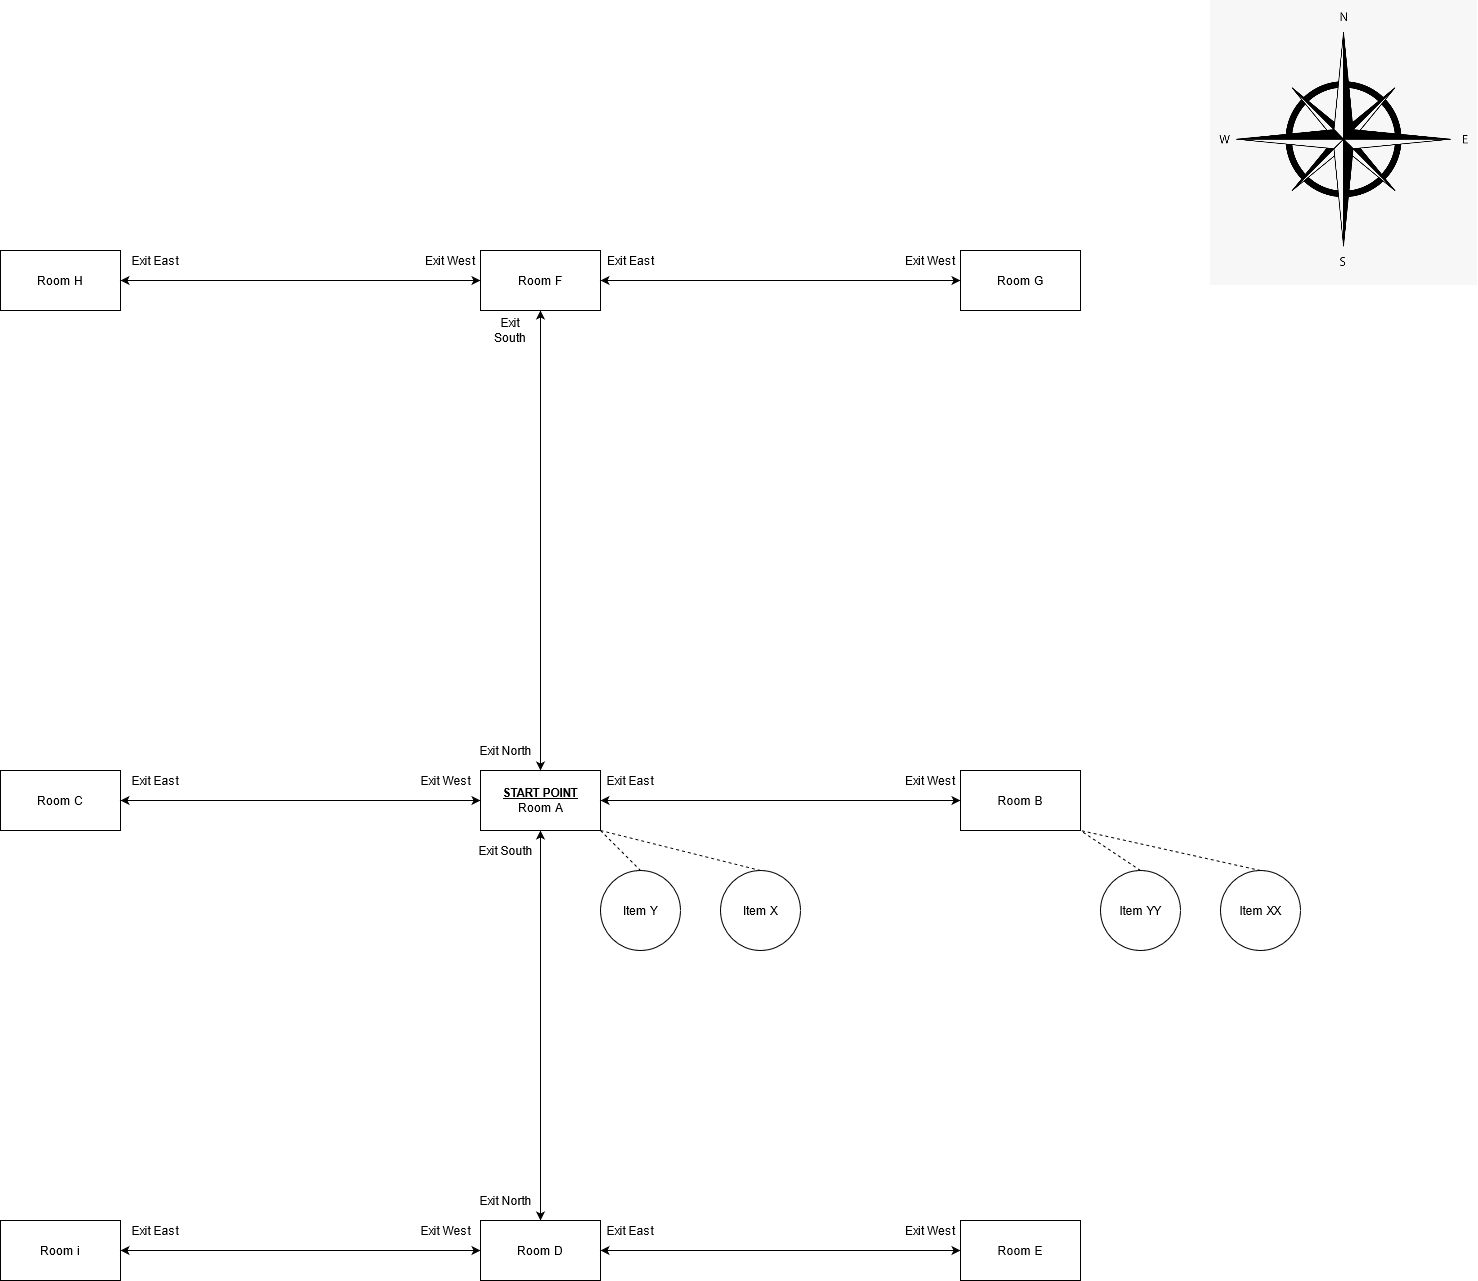 N
W
E
S
Exit East
Exit West
Exit East
Exit West
Room H
Room F
Room G
Exit
South
Exit North
Exit East
Exit West
Exit East
Exit West
START POINT
Room C
Room A
Room B
Exit South
Item Y
Item X
Item YY
Item XX
Exit North
Exit East
Exit West
Exit East
Exit West
Room i
Room D
Room E